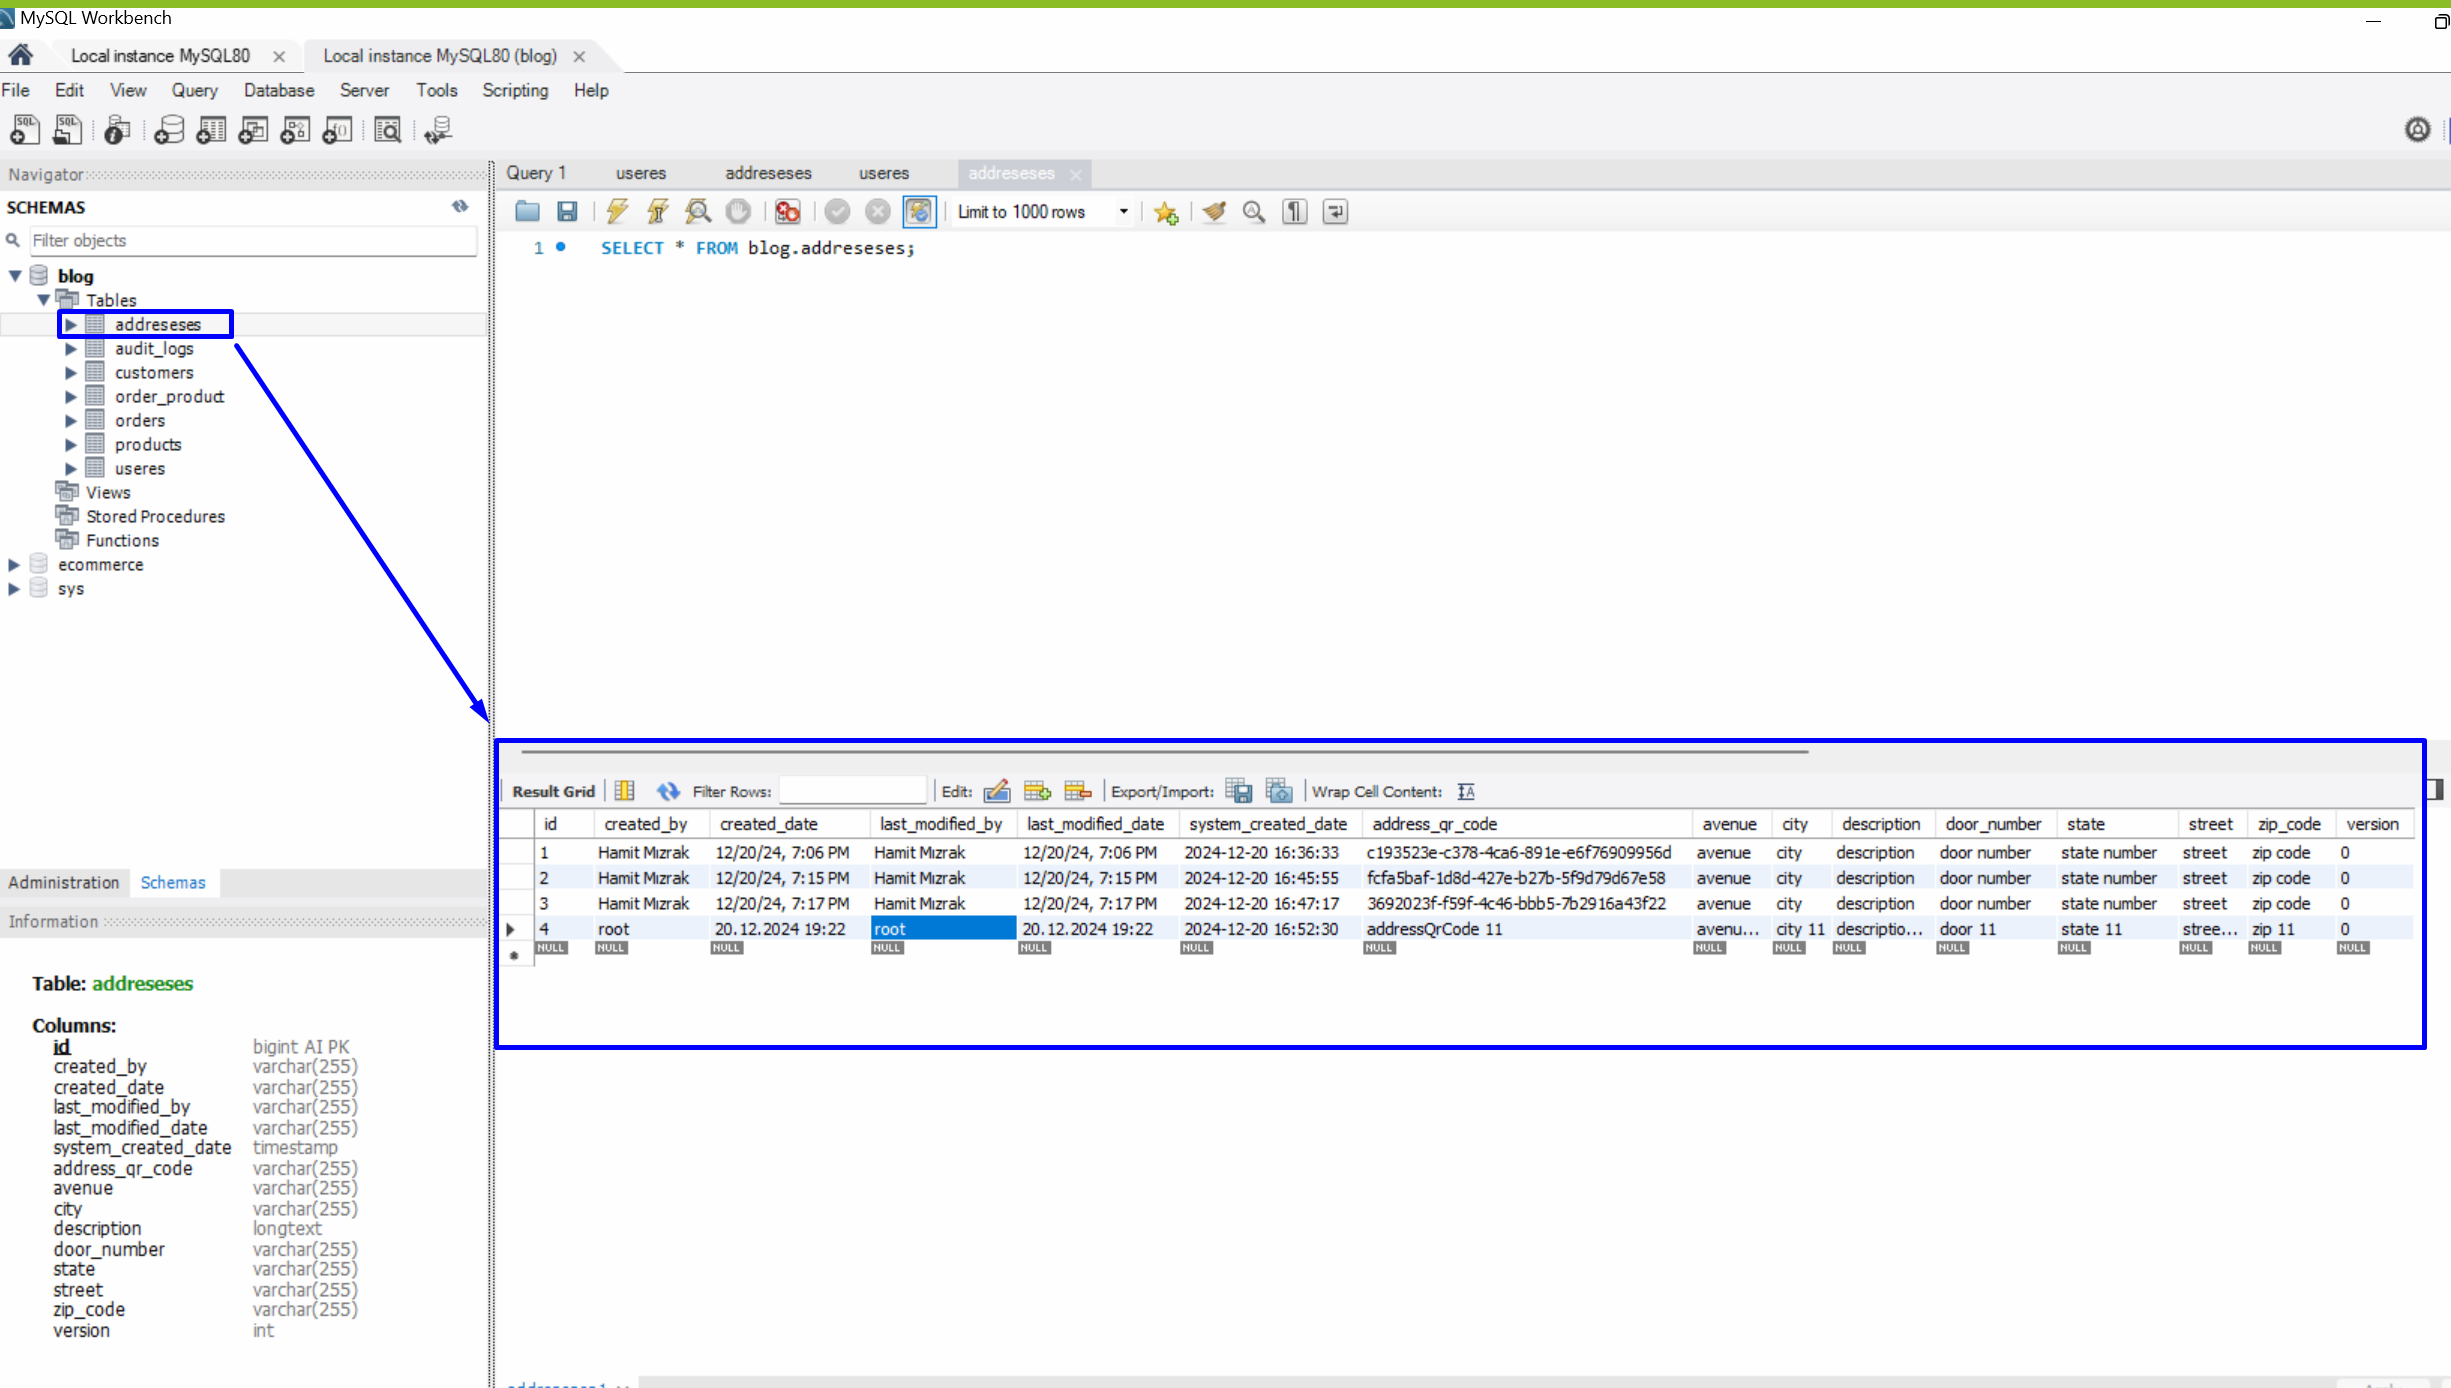 MySQL Workbench
Local instance MySQL80
Local instance MySQL80 (blog)
File Edit View Query Database Server Tools Scripting Help
Navigator
SCHEMAS
Filter objects
blog
Tables
addreseses
audit_logs
customers
order_product
orders
products
useres
Views
Stored Procedures
Functions
ecommerce
sys
Administration Schemas
Information
Table: addreseses
Columns:
id bigint AI PK
created_by varchar(255)
created_date varchar(255)
last_modified_by varchar(255)
last_modified_date varchar(255)
system_created_date timestamp
address_qr_code varchar(255)
avenue varchar(255)
city varchar(255)
description longtext
door_number varchar(255)
state varchar(255)
street varchar(255)
zip_code varchar(255)
version int
Query 1 useres addreseses useres addreseses
Limit to 1000 rows
1 SELECT * FROM blog.addreseses;
Result Grid Filter Rows: Edit: Export/Import: Wrap Cell Content:
id created_by created_date last_modified_by last_modified_date system_created_date address_qr_code avenue city description door_number state street zip_code version
1 Hamit Mızrak 12/20/24, 7:06 PM Hamit Mızrak 12/20/24, 7:06 PM 2024-12-20 16:36:33 c193523e-c378-4ca6-891e-e6f76909956d avenue city description door number state number street zip code 0
2 Hamit Mızrak 12/20/24, 7:15 PM Hamit Mızrak 12/20/24, 7:15 PM 2024-12-20 16:45:55 fcfa5baf-1d8d-427e-b27b-5f9d79d67e58 avenue city description door number state number street zip code 0
3 Hamit Mızrak 12/20/24, 7:17 PM Hamit Mızrak 12/20/24, 7:17 PM 2024-12-20 16:47:17 3692023f-f59f-4c46-bbb5-7b2916a43f22 avenue city description door number state number street zip code 0
4 root 20.12.2024 19:22 root 20.12.2024 19:22 2024-12-20 16:52:30 addressQrCode 11 avenu... city 11 descriptio... door 11 state 11 stree... zip 11 0
NULL NULL NULL NULL NULL NULL NULL NULL NULL NULL NULL NULL NULL NULL NULL